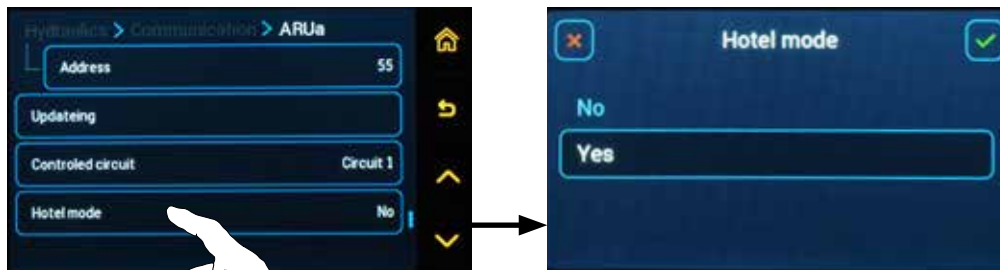 Hydraulics > Communication > ARUa
Address 55
Updateing
Controled circuit Circuit 1
Hotel mode No
Hotel mode
No
Yes